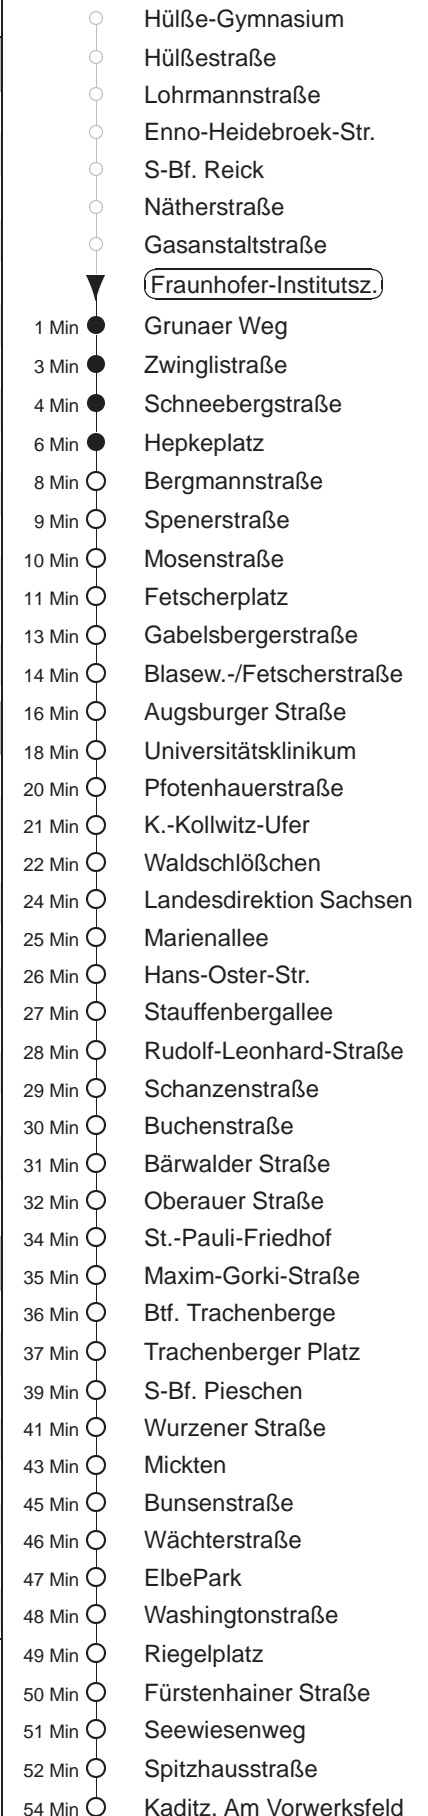 Hülße-Gymnasium
Hülßestraße
Lohrmannstraße
Enno-Heidebroek-Str.
S-Bf. Reick
Nätherstraße
Gasanstaltstraße
Fraunhofer-Institutsz.
1 Min Grunaer Weg
3 Min Zwinglistraße
4 Min Schneebergstraße
6 Min Hepkeplatz
8 Min Bergmannstraße
9 Min Spenerstraße
10 Min Mosenstraße
11 Min Fetscherplatz
13 Min Gabelsbergerstraße
14 Min Blasew.-/Fetscherstraße
16 Min Augsburger Straße
18 Min Universitätsklinikum
20 Min Pfotenhauerstraße
21 Min K.-Kollwitz-Ufer
22 Min Waldschlößchen
24 Min Landesdirektion Sachsen
25 Min Marienallee
26 Min Hans-Oster-Str.
27 Min Stauffenbergallee
28 Min Rudolf-Leonhard-Straße
29 Min Schanzenstraße
30 Min Buchenstraße
31 Min Bärwalder Straße
32 Min Oberauer Straße
34 Min St.-Pauli-Friedhof
35 Min Maxim-Gorki-Straße
36 Min Btf. Trachenberge
37 Min Trachenberger Platz
39 Min S-Bf. Pieschen
41 Min Wurzener Straße
43 Min Mickten
45 Min Bunsenstraße
46 Min Wächterstraße
47 Min ElbePark
48 Min Washingtonstraße
49 Min Riegelplatz
50 Min Fürstenhainer Straße
51 Min Seewiesenweg
52 Min Spitzhausstraße
54 Min Kaditz, Am Vorwerksfeld